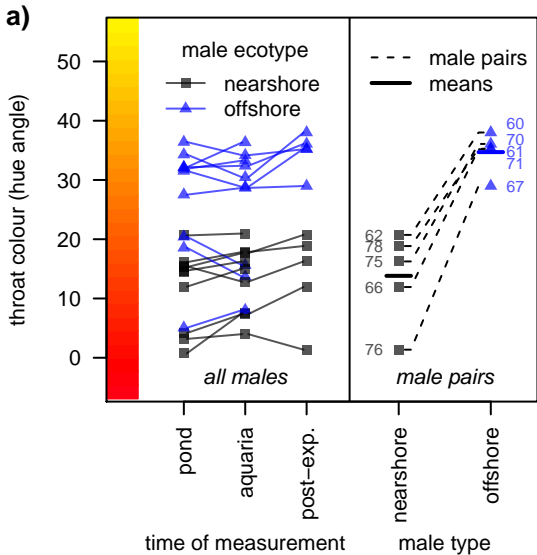 a)
throat colour (hue angle)
50
40
30
20
10
0
male ecotype
nearshore
offshore
all males
pond
aquaria
post−exp.
time of measurement
male pairs
means
60
70
61
71
67
62
78
75
66
76
male pairs
nearshore
offshore
male type